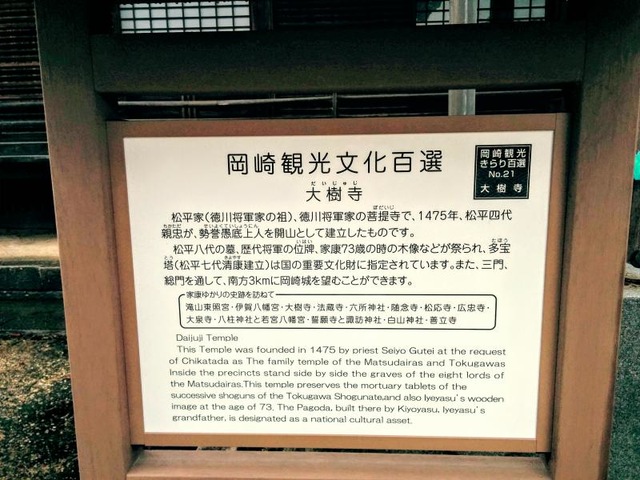 岡崎観光文化百選
岡崎観光
きらり百選
No.21
大樹寺
だいじゅじ
大樹寺
松平家(徳川将軍家の祖)、徳川将軍家の菩提寺で、1475年、松平四代
親忠が、勢誉愚底上人を開山として建立したものです。
松平八代の墓、歴代将軍の位牌、家康73歳の時の木像などが祭られ、多宝
塔(松平七代清康建立)は国の重要文化財に指定されています。また、三門、
総門を通して、南方3kmに岡崎城を望むことができます。
家康ゆかりの史跡を訪ねて
滝山東照宮・伊賀八幡宮・大樹寺・法蔵寺・六所神社・随念寺・松応寺・広忠寺・
大泉寺・八柱神社と若宮八幡宮・誓願寺と諏訪神社・白山神社・善立寺
Daijuji Temple
This Temple was founded in 1475 by priest Seiyo Gutei at the request
of Chikatada as The family temple of the Matsudairas and Tokugawas
Inside the precincts stand side by side the graves of the eight lords of
the Matsudairas.This temple preserves the mortuary tablets of the
successive shoguns of the Tokugawa Shogunate,and also Iyeyasu's wooden
image at the age of 73. The Pagoda, built there by Kiyoyasu, Iyeyasu's
grandfather, is designated as a national cultural asset.